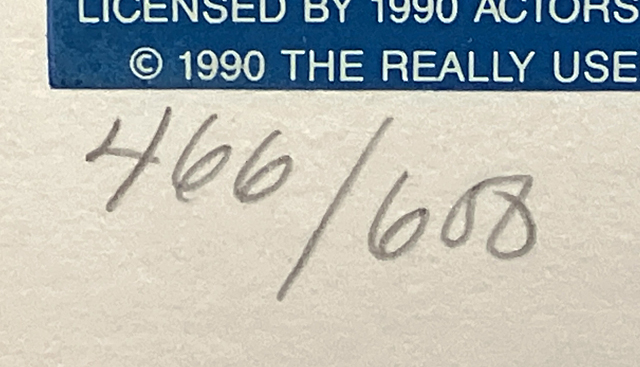 LICENSED BY 1990 ACTORS
© 1990 THE REALLY USE
466/608